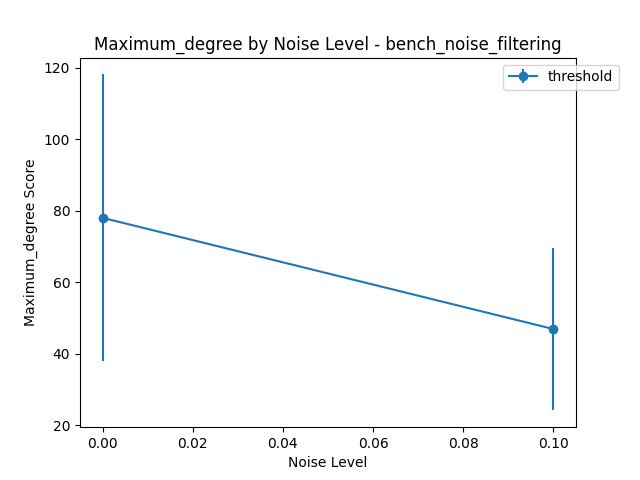 Maximum_degree by Noise Level - bench_noise_filtering
threshold
120
100
80
60
40
20
Maximum_degree Score
0.00 0.02 0.04 0.06 0.08 0.10
Noise Level